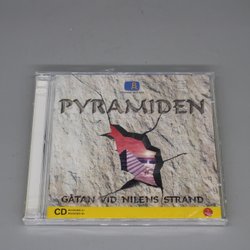 PYRAMIDEN
GÅTAN VID NILENS STRAND
CD